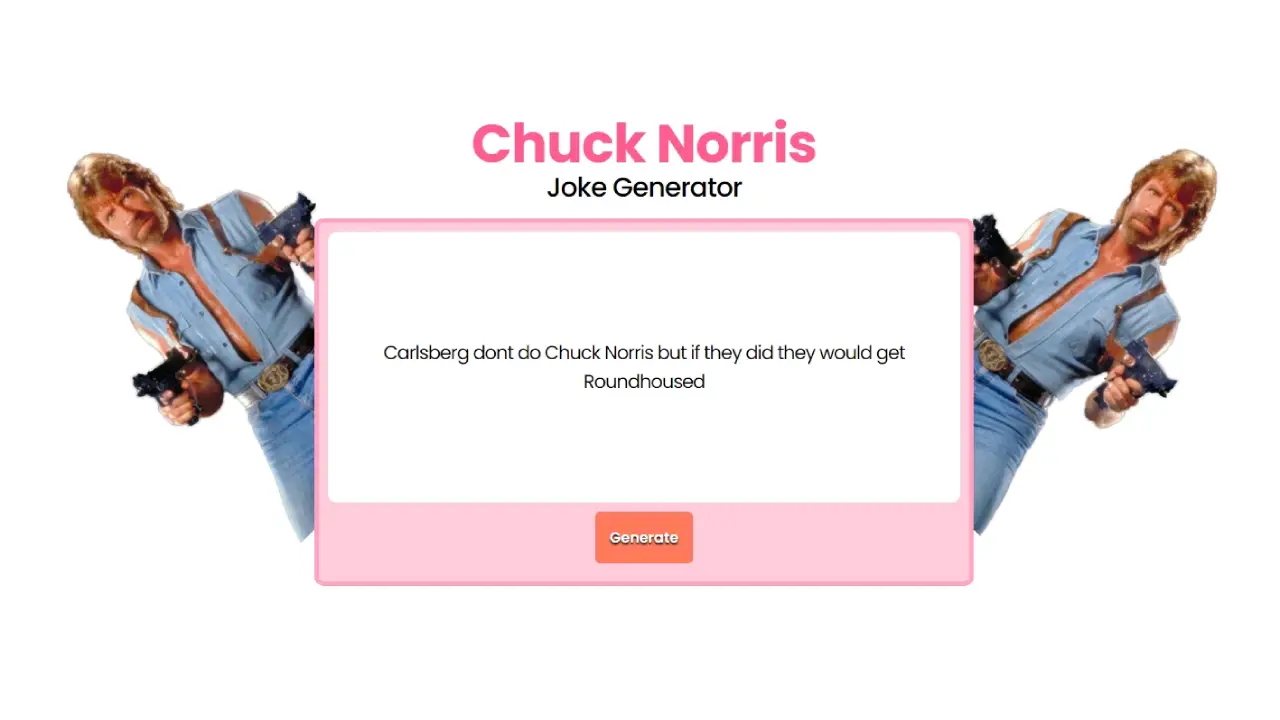 Chuck Norris
Joke Generator
Carlsberg dont do Chuck Norris but if they did they would get
Roundhoused
Generate